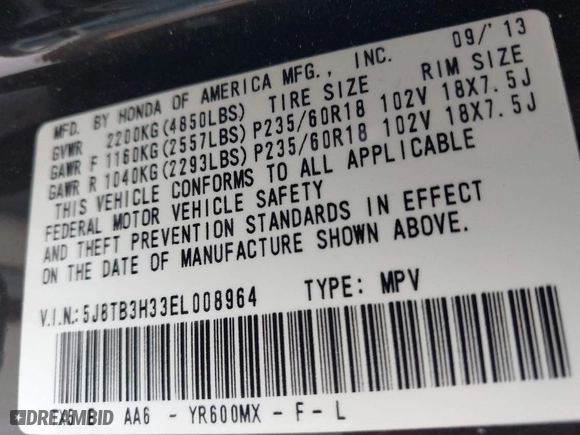 MFD. BY HONDA OF AMERICA MFG., INC. 09/'13
GVWR 2200KG(4850LBS) TIRE SIZE RIM SIZE
GAWR F 1160KG(2557LBS) P235/60R18 102V 18X7.5J
GAWR R 1040KG(2293LBS) P235/60R18 102V 18X7.5J
THIS VEHICLE CONFORMS TO ALL APPLICABLE
FEDERAL MOTOR VEHICLE SAFETY
AND THEFT PREVENTION STANDARDS IN EFFECT
ON THE DATE OF MANUFACTURE SHOWN ABOVE.
V.I.N.:5J8TB3H33EL008964 TYPE: MPV
AA6 - YR600MX - F - L
DREAMBID